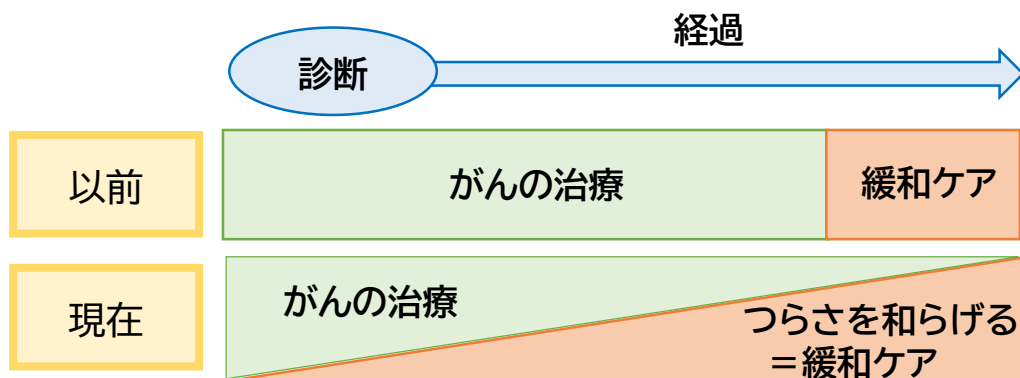 診断
経過
以前
がんの治療
緩和ケア
現在
がんの治療
つらさを和らげる
＝緩和ケア